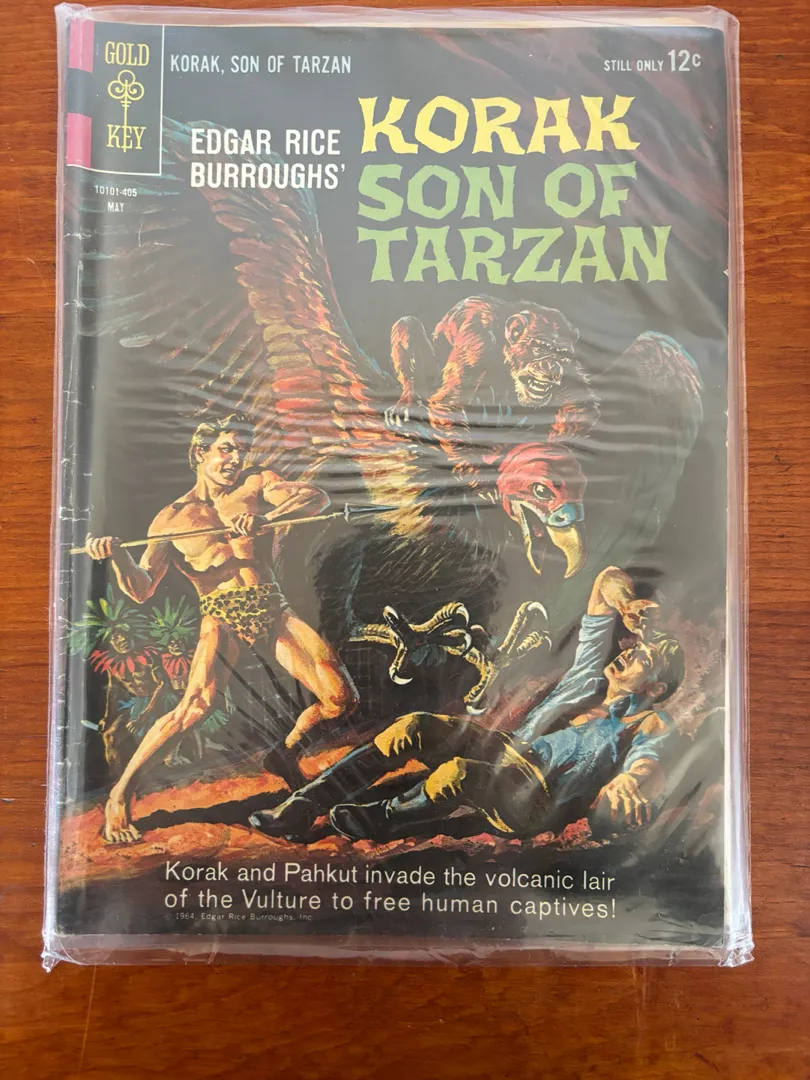 GOLD
KEY
KORAK, SON OF TARZAN
STILL ONLY 12c
EDGAR RICE
BURROUGHS'
KORAK
SON OF
TARZAN
10101-405
MAY
Korak and Pahkut invade the volcanic lair
of the Vulture to free human captives!
1964, Edgar Rice Burroughs, Inc.